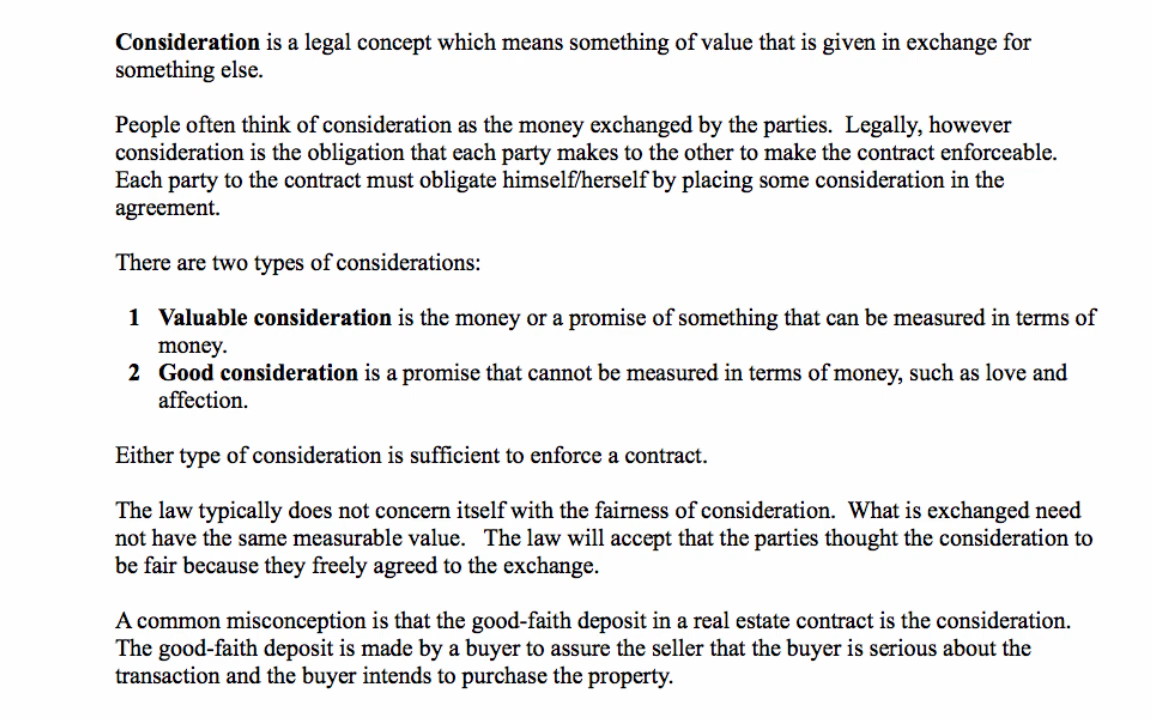 Consideration is a legal concept which means something of value that is given in exchange for
something else.
People often think of consideration as the money exchanged by the parties.  Legally, however
consideration is the obligation that each party makes to the other to make the contract enforceable.
Each party to the contract must obligate himself/herself by placing some consideration in the
agreement.
There are two types of considerations:
1 Valuable consideration is the money or a promise of something that can be measured in terms of
money.
2 Good consideration is a promise that cannot be measured in terms of money, such as love and
affection.
Either type of consideration is sufficient to enforce a contract.
The law typically does not concern itself with the fairness of consideration.  What is exchanged need
not have the same measurable value.   The law will accept that the parties thought the consideration to
be fair because they freely agreed to the exchange.
A common misconception is that the good-faith deposit in a real estate contract is the consideration.
The good-faith deposit is made by a buyer to assure the seller that the buyer is serious about the
transaction and the buyer intends to purchase the property.